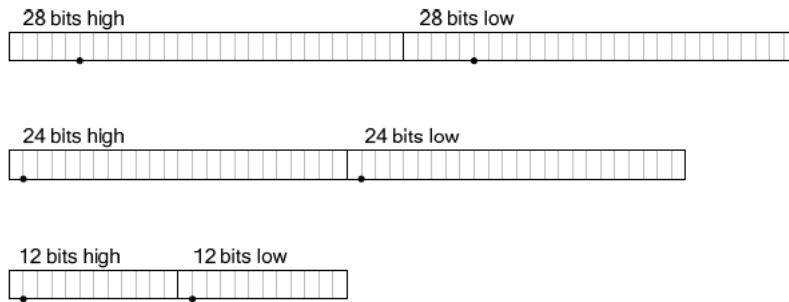 28 bits high 28 bits low
24 bits high 24 bits low
12 bits high 12 bits low